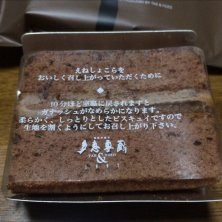 えねしょこらを
おいしく召し上がっていただくために
10分ほど室温に戻されますと
ガナッシュがなめらかになります。
柔らかく、しっとりとしたビスキュイですので
生地を割くようにしてお召し上がり下さい。
&